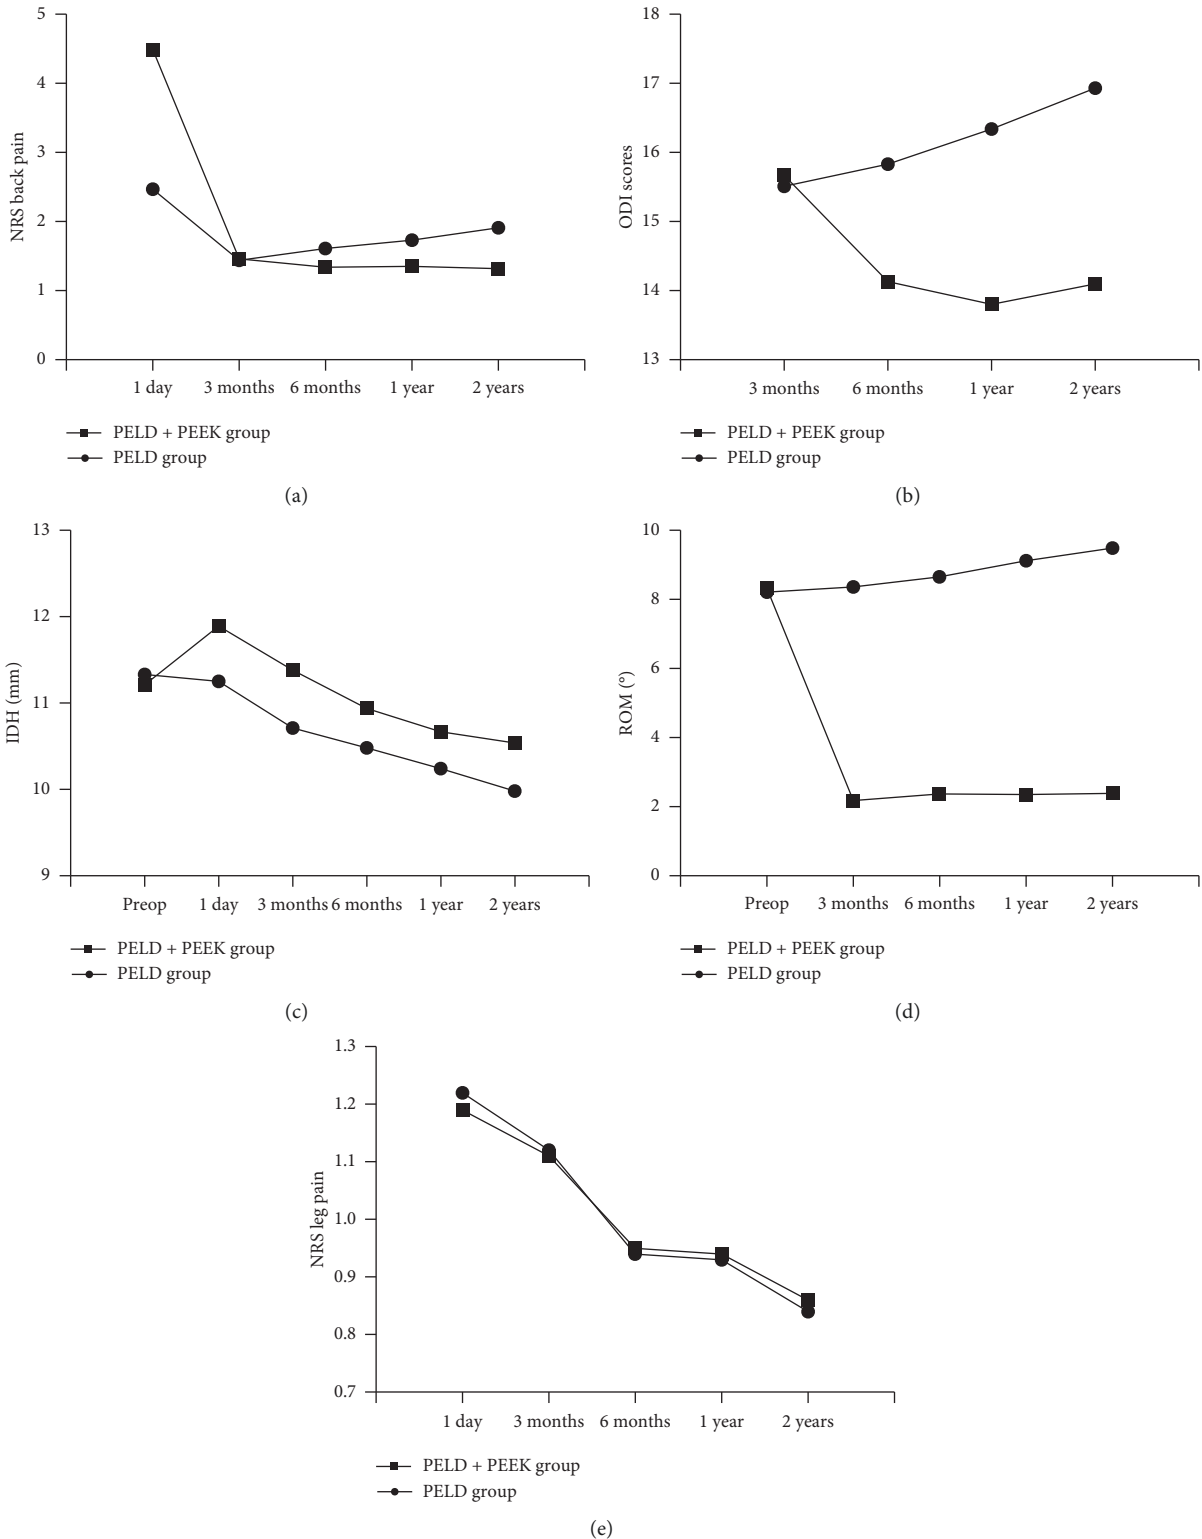 5
4
3
2
1
0
NRS back pain
1 day
3 months
6 months
1 year
2 years
PELD + PEEK group
PELD group
(a)
18
17
16
15
14
13
ODI scores
3 months
6 months
1 year
2 years
PELD + PEEK group
PELD group
(b)
13
12
11
10
9
IDH (mm)
Preop
1 day
3 months
6 months
1 year
2 years
PELD + PEEK group
PELD group
(c)
10
8
6
4
2
0
ROM (°)
Preop
3 months
6 months
1 year
2 years
PELD + PEEK group
PELD group
(d)
1.3
1.2
1.1
1.0
0.9
0.8
0.7
NRS leg pain
1 day
3 months
6 months
1 year
2 years
PELD + PEEK group
PELD group
(e)